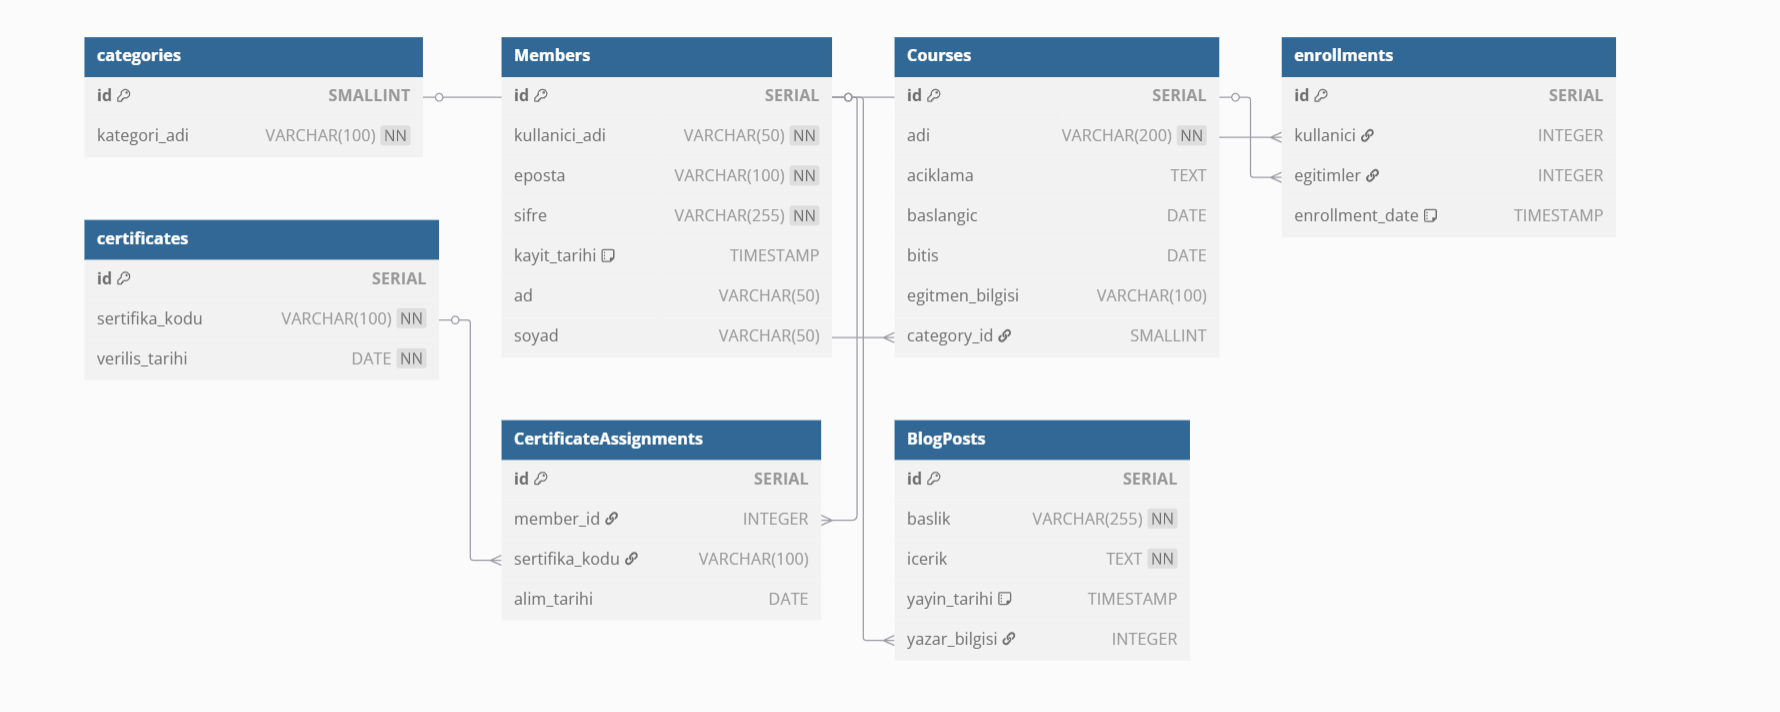 categories
id SMALLINT
kategori_adi VARCHAR(100) NN
certificates
id SERIAL
sertifika_kodu VARCHAR(100) NN
verilis_tarihi DATE NN
Members
id SERIAL
kullanici_adi VARCHAR(50) NN
eposta VARCHAR(100) NN
sifre VARCHAR(255) NN
kayit_tarihi TIMESTAMP
ad VARCHAR(50)
soyad VARCHAR(50)
CertificateAssignments
id SERIAL
member_id INTEGER
sertifika_kodu VARCHAR(100)
alim_tarihi DATE
Courses
id SERIAL
adi VARCHAR(200) NN
aciklama TEXT
baslangic DATE
bitis DATE
egitmen_bilgisi VARCHAR(100)
category_id SMALLINT
BlogPosts
id SERIAL
baslik VARCHAR(255) NN
icerik TEXT NN
yayin_tarihi TIMESTAMP
yazar_bilgisi INTEGER
enrollments
id SERIAL
kullanici INTEGER
egitimler INTEGER
enrollment_date TIMESTAMP